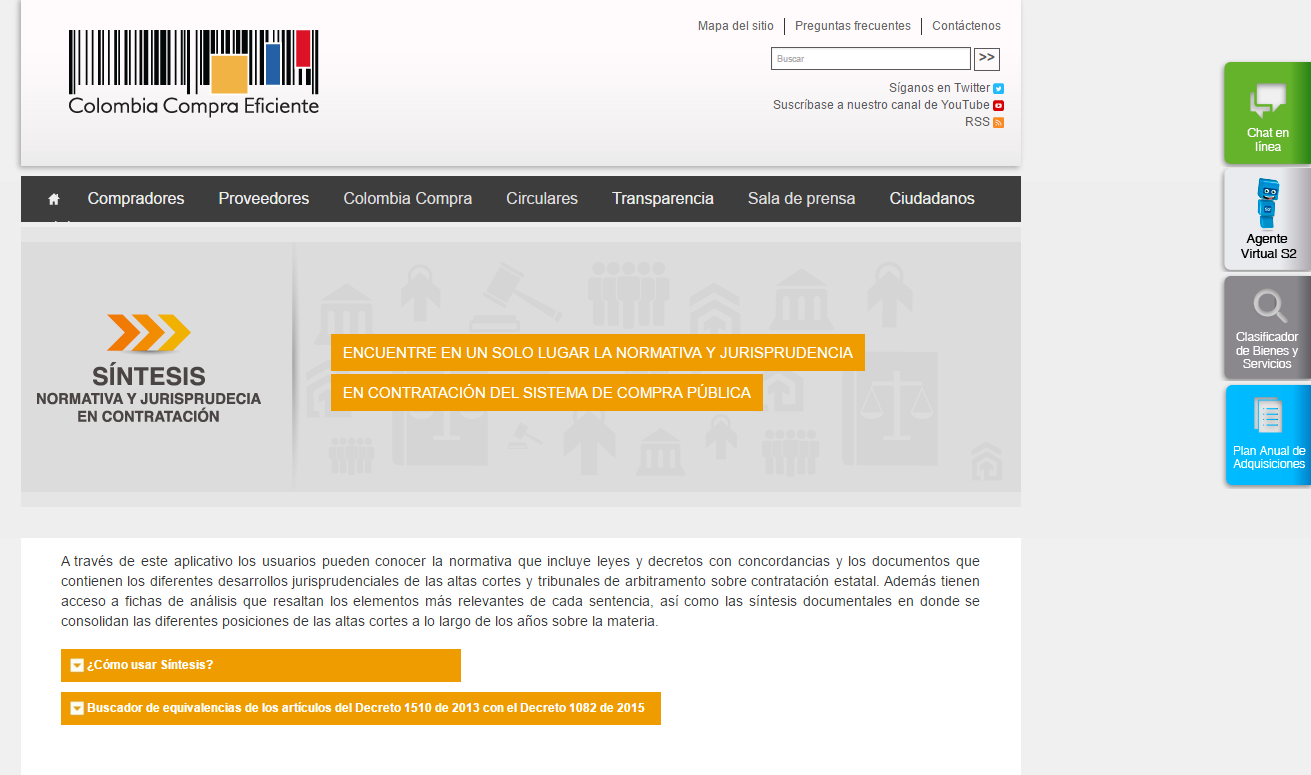 Mapa del sitio
Preguntas frecuentes
Contáctenos
Buscar
>>
Síganos en Twitter
Suscríbase a nuestro canal de YouTube
RSS
Colombia Compra Eficiente
Compradores
Proveedores
Colombia Compra
Circulares
Transparencia
Sala de prensa
Ciudadanos
SÍNTESIS
NORMATIVA Y JURISPRUDECIA
EN CONTRATACIÓN
ENCUENTRE EN UN SOLO LUGAR LA NORMATIVA Y JURISPRUDENCIA
EN CONTRATACIÓN DEL SISTEMA DE COMPRA PÚBLICA
A través de este aplicativo los usuarios pueden conocer la normativa que incluye leyes y decretos con concordancias y los documentos que
contienen los diferentes desarrollos jurisprudenciales de las altas cortes y tribunales de arbitramento sobre contratación estatal. Además tienen
acceso a fichas de análisis que resaltan los elementos más relevantes de cada sentencia, así como las síntesis documentales en donde se
consolidan las diferentes posiciones de las altas cortes a lo largo de los años sobre la materia.
¿Cómo usar Síntesis?
Buscador de equivalencias de los artículos del Decreto 1510 de 2013 con el Decreto 1082 de 2015
Chat en
línea
Agente
Virtual S2
Clasificador
de Bienes y
Servicios
Plan Anual de
Adquisiciones